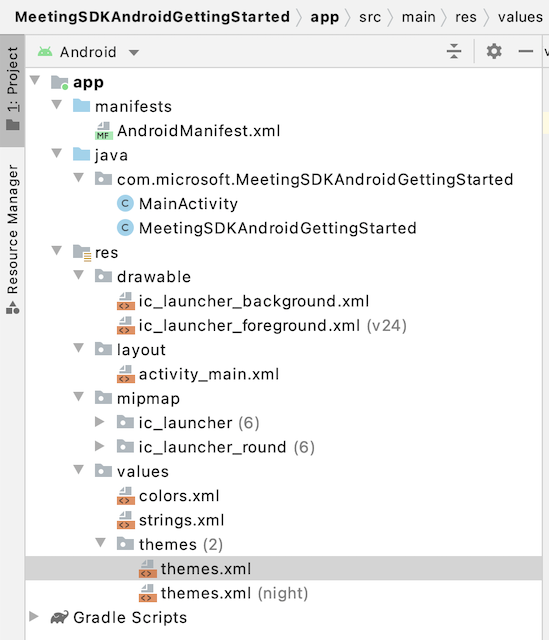 MeetingSDKAndroidGettingStarted app src main res values
1: Project
Resource Manager
Android
app
manifests
AndroidManifest.xml
java
com.microsoft.MeetingSDKAndroidGettingStarted
MainActivity
MeetingSDKAndroidGettingStarted
res
drawable
ic_launcher_background.xml
ic_launcher_foreground.xml (v24)
layout
activity_main.xml
mipmap
ic_launcher (6)
ic_launcher_round (6)
values
colors.xml
strings.xml
themes (2)
themes.xml
themes.xml (night)
Gradle Scripts